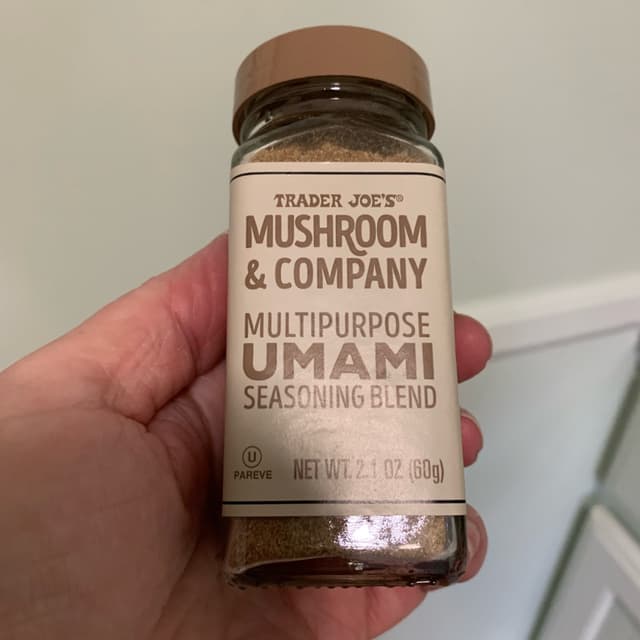 TRADER JOE'S®
MUSHROOM
& COMPANY
MULTIPURPOSE
UMAMI
SEASONING BLEND
U
PAREVE
NET WT. 2.1 OZ (60g)